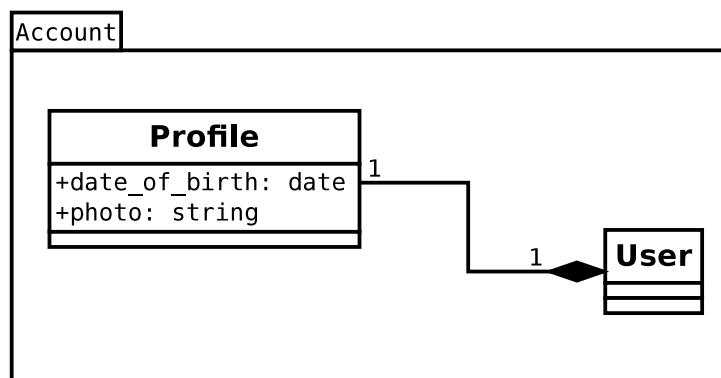 Account
Profile
+date_of_birth: date
+photo: string
1
1
User